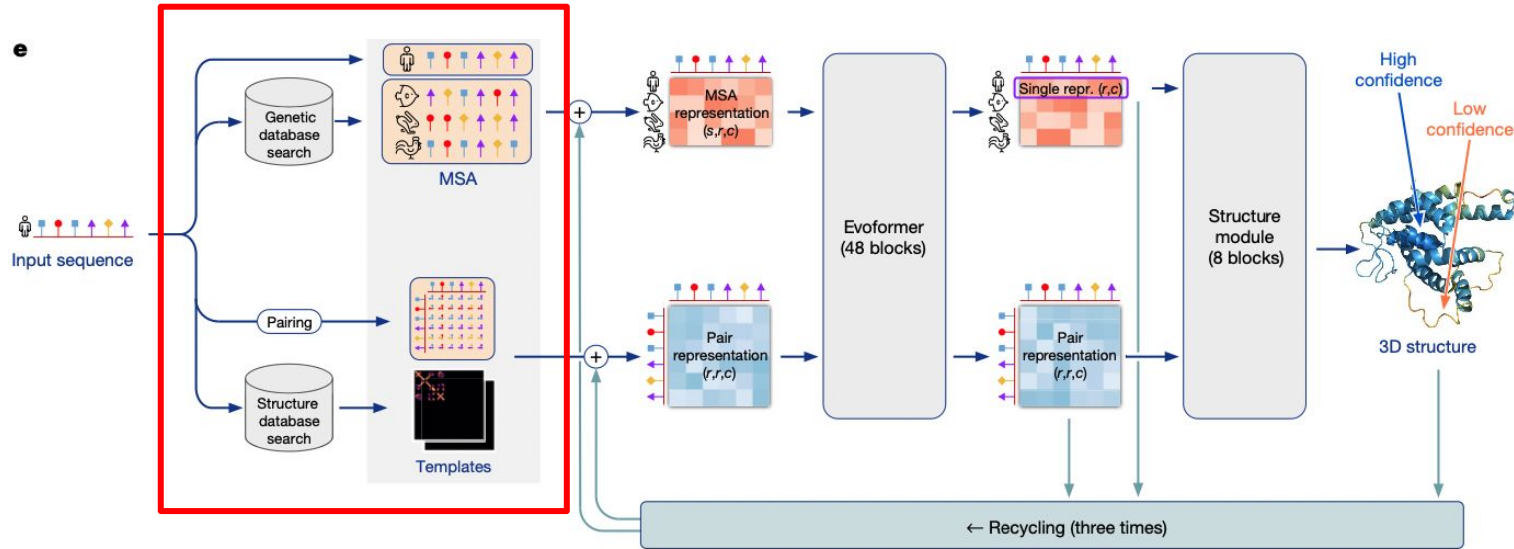 e
Input sequence
Genetic
database
search
MSA
Pairing
Structure
database
search
Templates
MSA
representation
(s,r,c)
Pair
representation
(r,r,c)
Evoformer
(48 blocks)
Single repr. (r,c)
Pair
representation
(r,r,c)
Structure
module
(8 blocks)
High
confidence
Low
confidence
3D structure
← Recycling (three times)